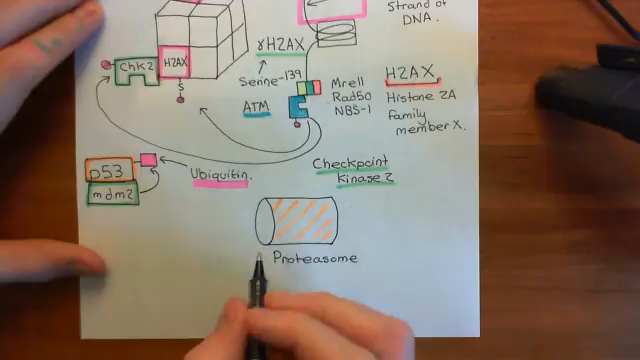 strand of
DNA.
γH2AX
Chk2
H2AX
S
Serine-139
ATM
Mre11
Rad50
NBS-1
H2AX
Histone 2A
family
member X.
p53
mdm2
Ubiquitin.
Checkpoint
kinase 2
Proteasome